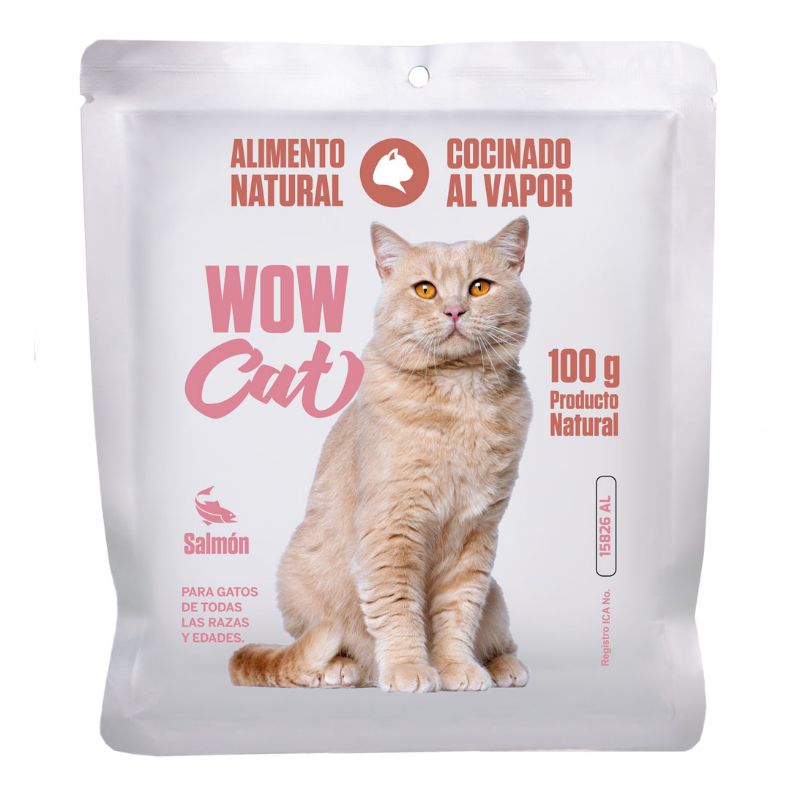 ALIMENTO
NATURAL
COCINADO
AL VAPOR
WOW
Cat
100 g
Producto
Natural
Salmón
PARA GATOS
DE TODAS
LAS RAZAS
Y EDADES.
Registro ICA No.
15826 AL